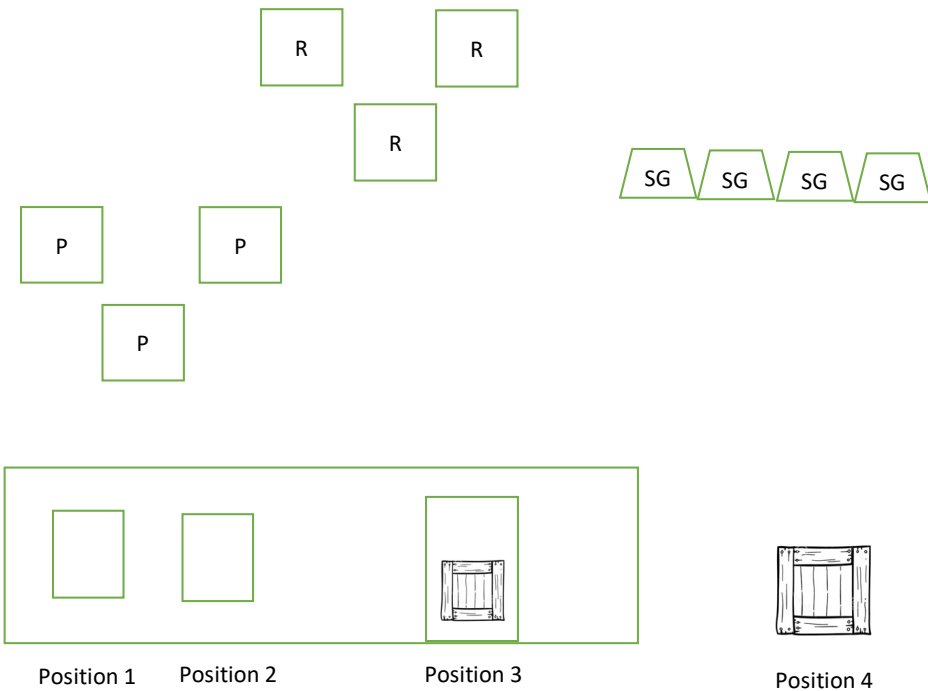 R R
R
SG SG SG SG
P P
P
Position 1 Position 2 Position 3 Position 4